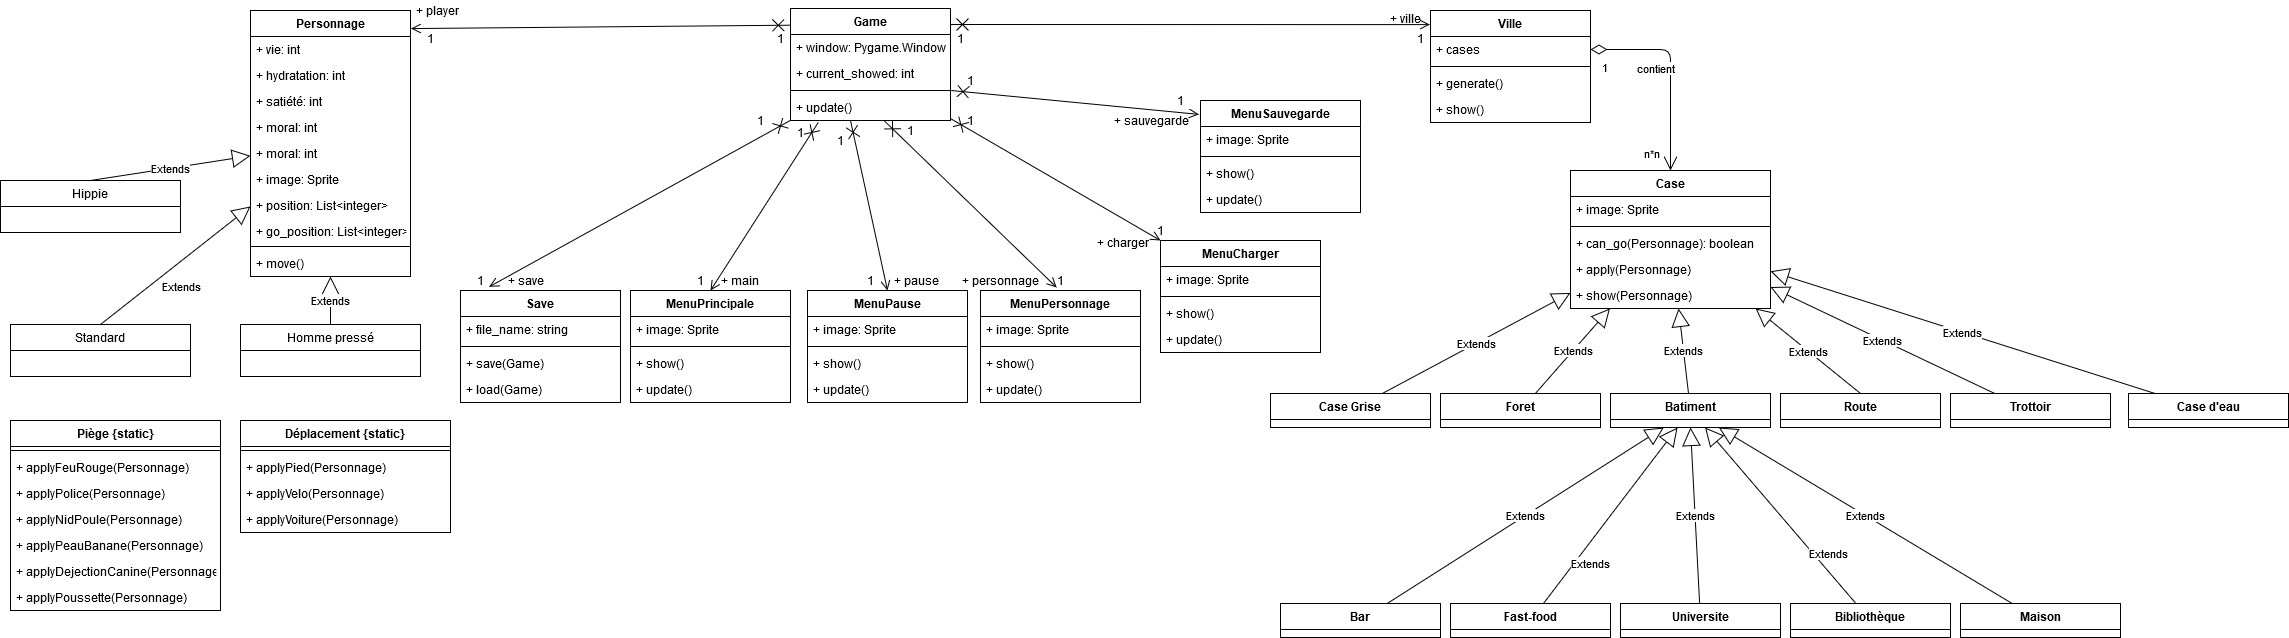 Personnage
+ vie: int
+ hydratation: int
+ satiété: int
+ moral: int
+ moral: int
+ image: Sprite
+ position: List<integer>
+ go_position: List<integer>
+ move()
+ player
1
1
Game
+ window: Pygame.Window
+ current_showed: int
+ update()
1
+ ville
1
Ville
+ cases
+ generate()
+ show()
1
contient
n*n
Extends
Hippie
Extends
Standard
Extends
Homme pressé
1
1
1
1
1
1
1
+ sauvegarde
MenuSauvegarde
+ image: Sprite
+ show()
+ update()
1
+ charger
MenuCharger
+ image: Sprite
+ show()
+ update()
1
+ save
Save
+ file_name: string
+ save(Game)
+ load(Game)
1
+ main
MenuPrincipale
+ image: Sprite
+ show()
+ update()
1
+ pause
MenuPause
+ image: Sprite
+ show()
+ update()
+ personnage
1
MenuPersonnage
+ image: Sprite
+ show()
+ update()
Case
+ image: Sprite
+ can_go(Personnage): boolean
+ apply(Personnage)
+ show(Personnage)
Extends
Extends
Extends
Extends
Extends
Extends
Case Grise
Foret
Batiment
Route
Trottoir
Case d'eau
Extends
Extends
Extends
Extends
Extends
Bar
Fast-food
Universite
Bibliothèque
Maison
Piège {static}
+ applyFeuRouge(Personnage)
+ applyPolice(Personnage)
+ applyNidPoule(Personnage)
+ applyPeauBanane(Personnage)
+ applyDejectionCanine(Personnage
+ applyPoussette(Personnage)
Déplacement {static}
+ applyPied(Personnage)
+ applyVelo(Personnage)
+ applyVoiture(Personnage)